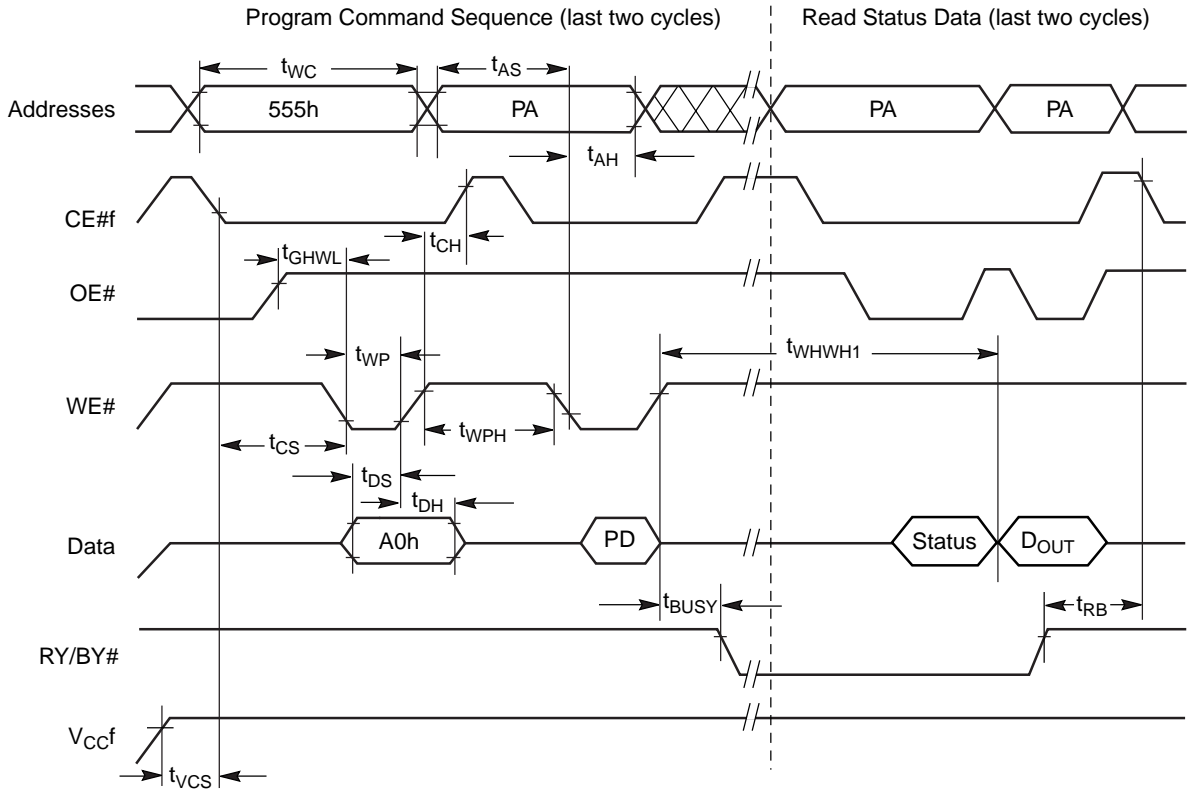 Program Command Sequence (last two cycles)
Read Status Data (last two cycles)
tWC
tAS
Addresses
555h
PA
PA
PA
tAH
CE#f
tCH
tGHWL
OE#
tWP
tWHWH1
WE#
tCS
tWPH
tDS
tDH
Data
A0h
PD
Status
DOUT
tBUSY
tRB
RY/BY#
VCCf
tVCS